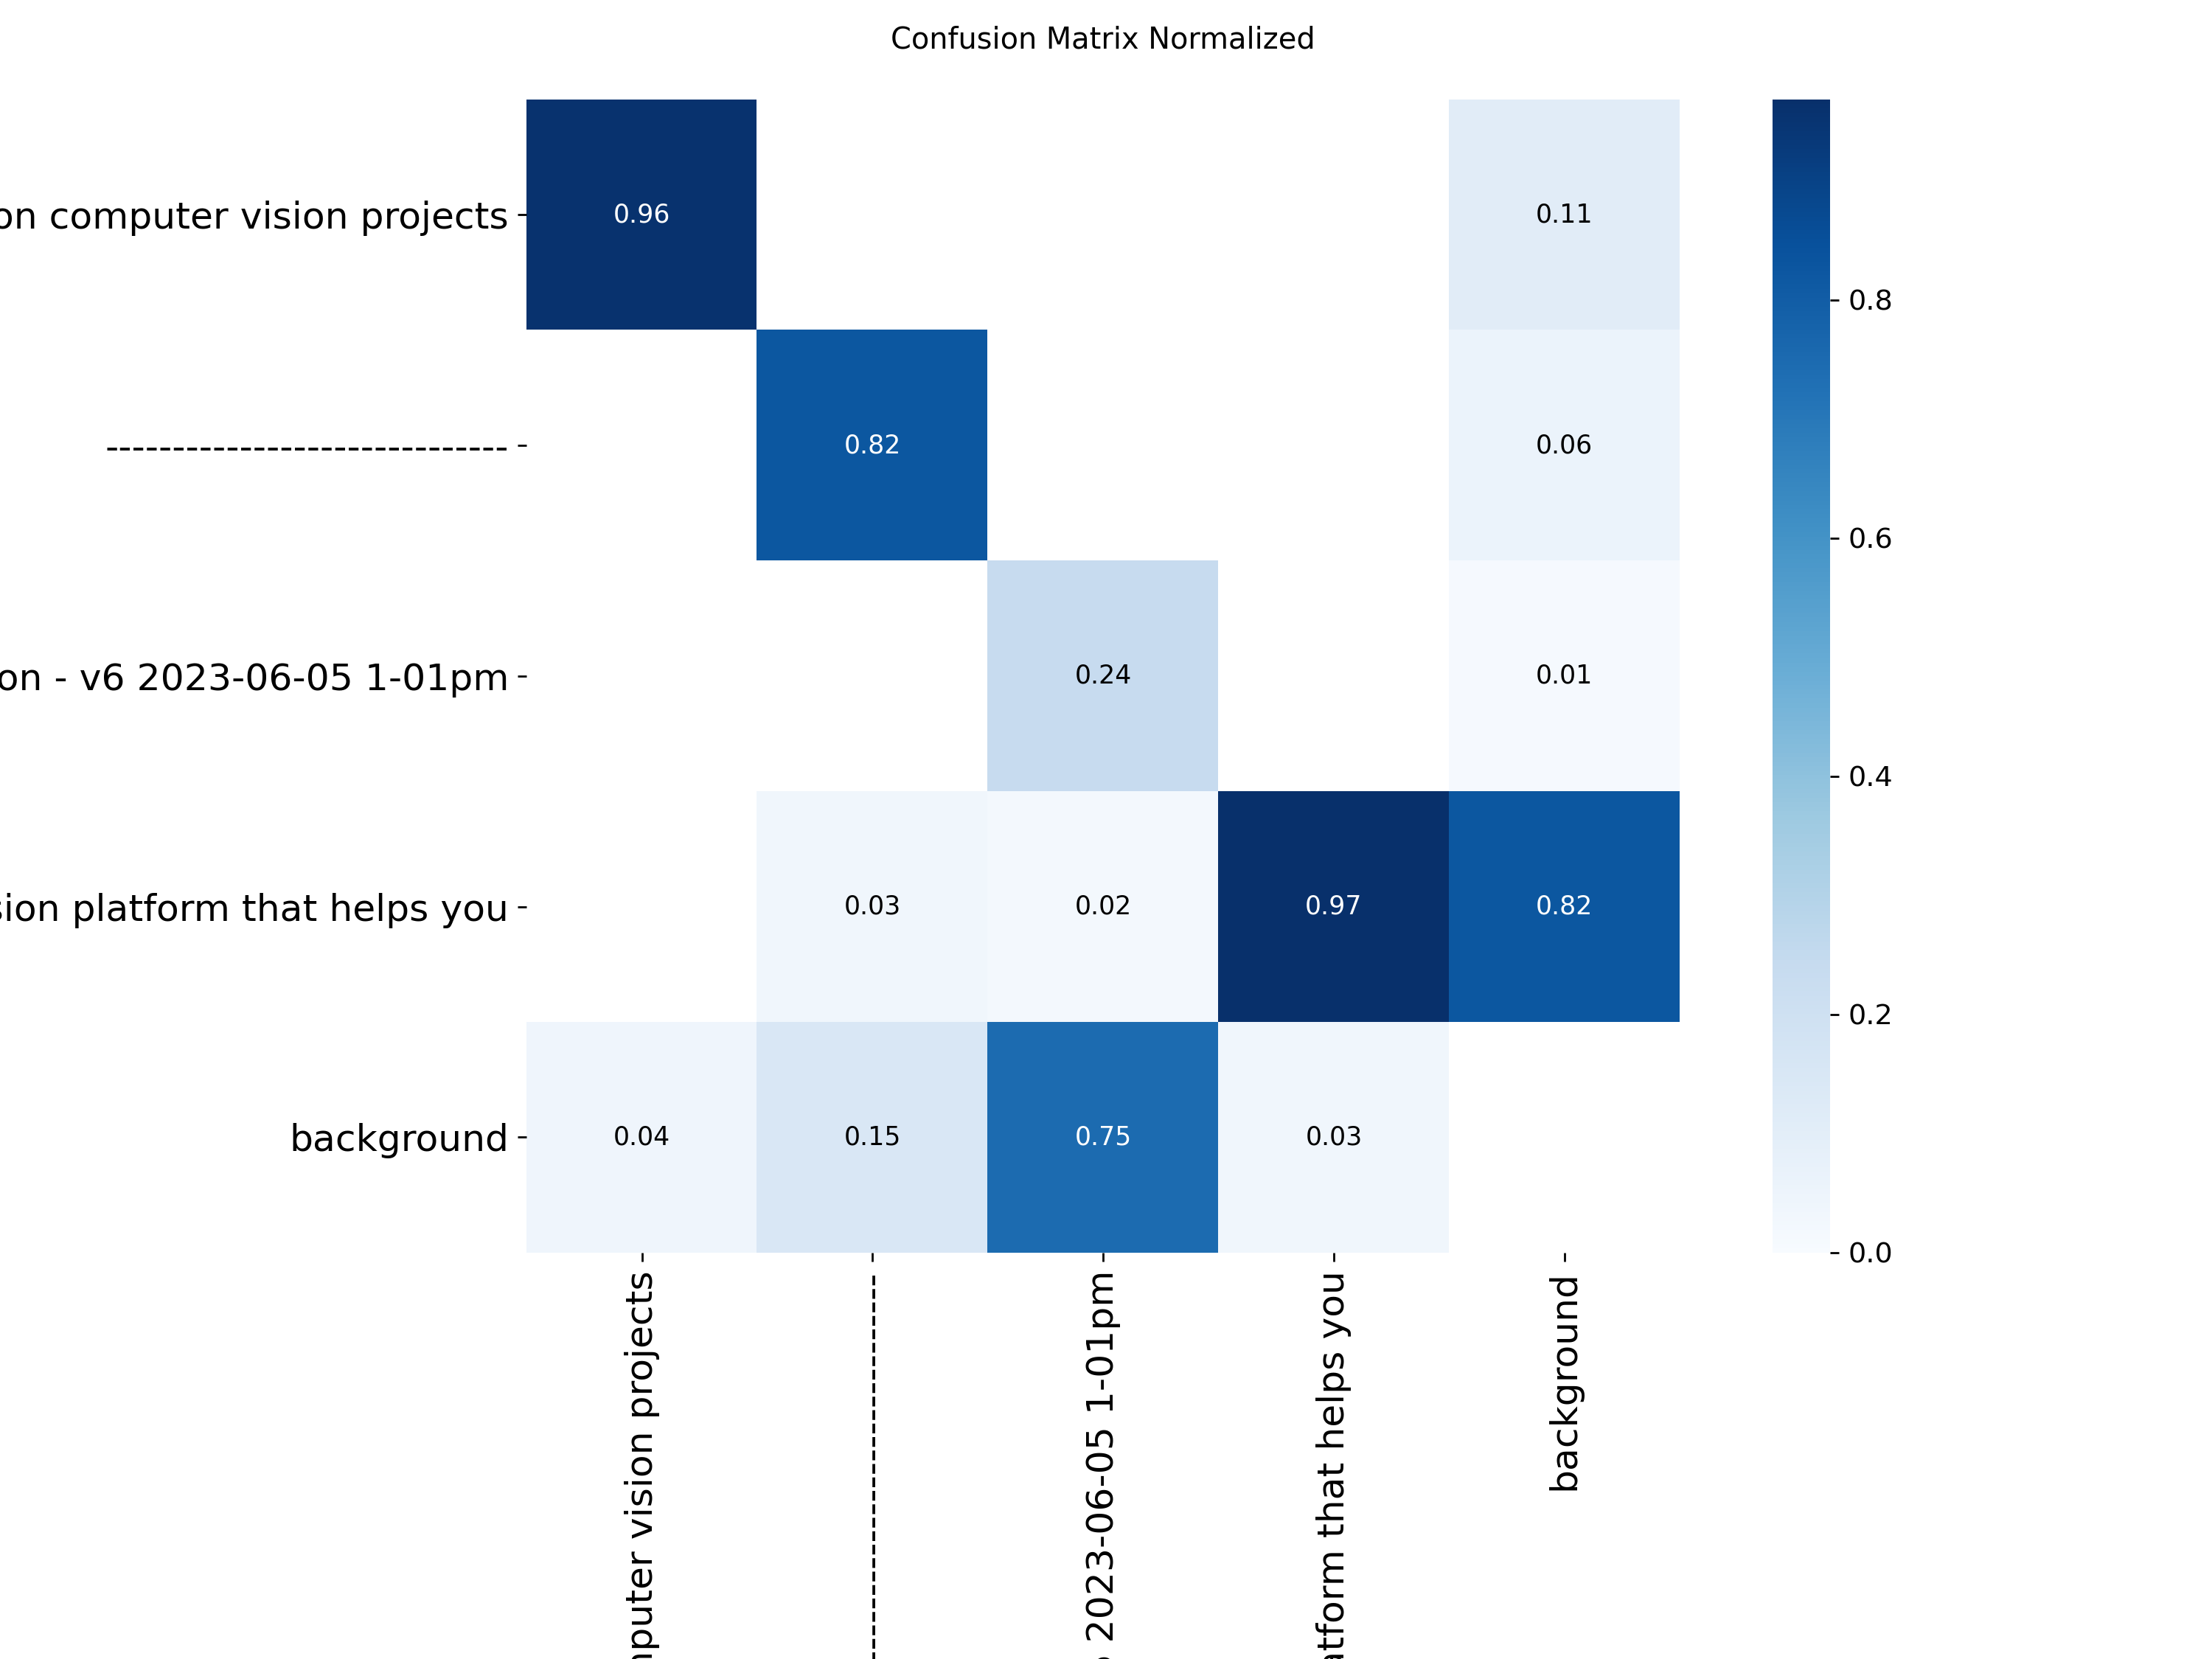 Confusion Matrix Normalized
on computer vision projects
0.96
0.11
------------------------------
0.82
0.06
on - v6 2023-06-05 1-01pm
0.24
0.01
sion platform that helps you
0.03
0.02
0.97
0.82
background
0.04
0.15
0.75
0.03
0.8
0.6
0.4
0.2
0.0
mputer vision projects
------------------------------
2023-06-05 1-01pm
atform that helps you
background